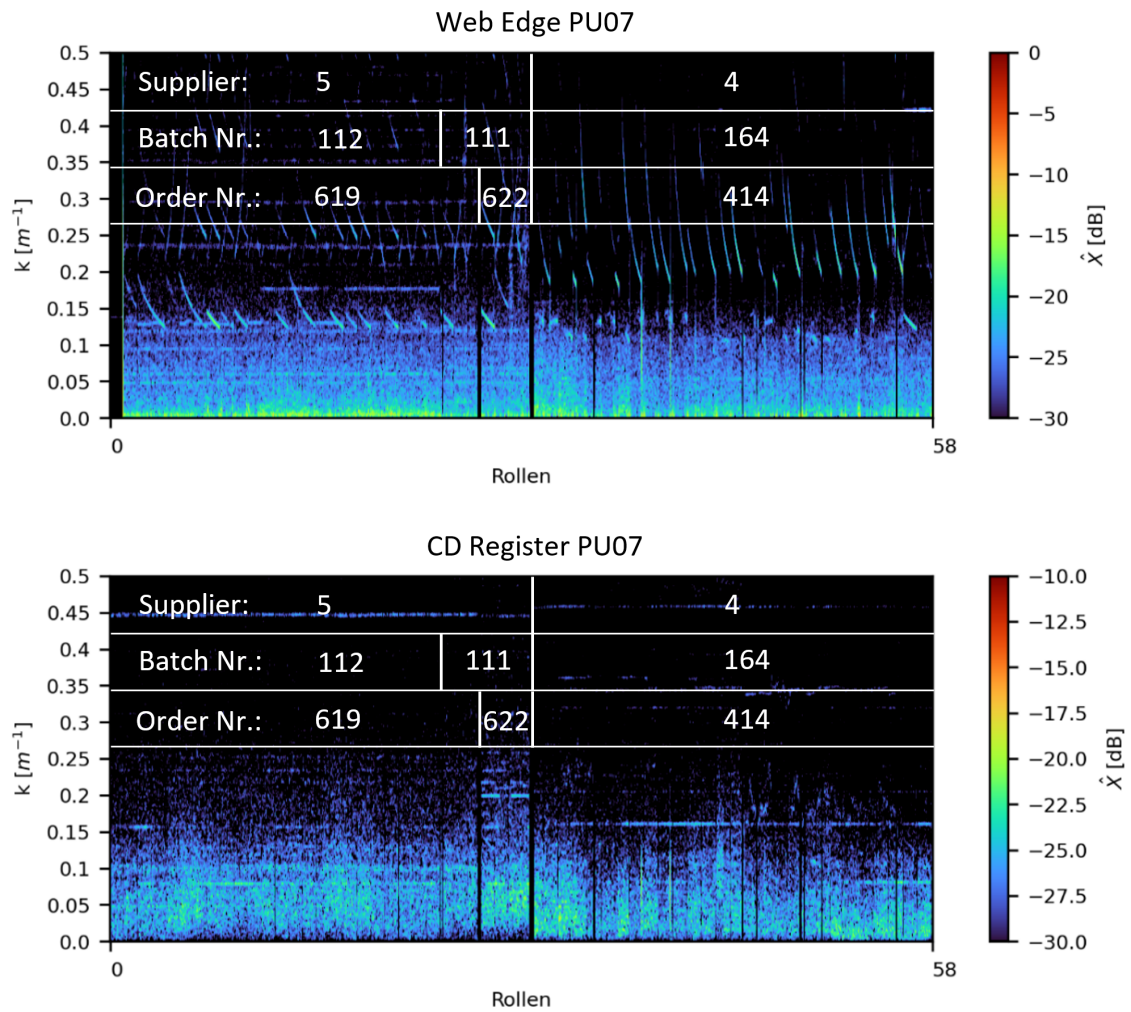 Web Edge PU07
0.5
0.45
0.4
0.35
0.3
0.25
0.2
0.15
0.1
0.05
0.0
k [m⁻¹]
Supplier: 5 4
Batch Nr.: 112 111 164
Order Nr.: 619 622 414
0 58
Rollen
0
−5
−10
−15
−20
−25
−30
X̂ [dB]
CD Register PU07
0.5
0.45
0.4
0.35
0.3
0.25
0.2
0.15
0.1
0.05
0.0
k [m⁻¹]
Supplier: 5 4
Batch Nr.: 112 111 164
Order Nr.: 619 622 414
0 58
Rollen
−10.0
−12.5
−15.0
−17.5
−20.0
−22.5
−25.0
−27.5
−30.0
X̂ [dB]